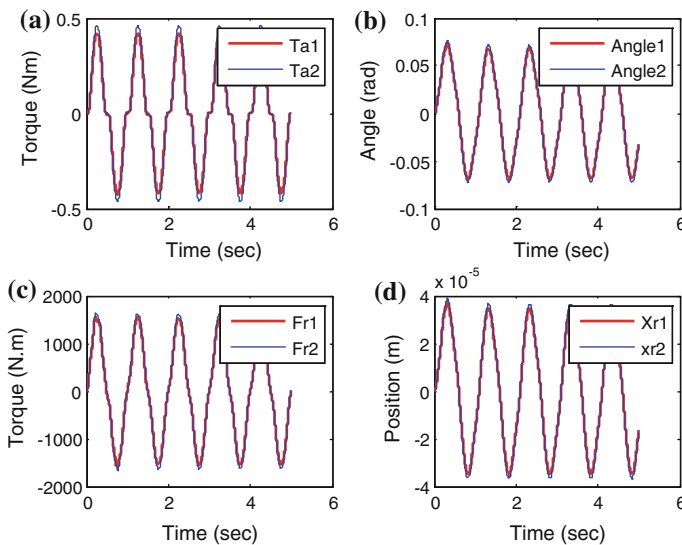 (a)
0.5
0
-0.5
Torque (Nm)
Ta1
Ta2
0
2
4
6
Time (sec)
(b)
0.1
0.05
0
-0.05
-0.1
Angle (rad)
Angle1
Angle2
0
2
4
6
Time (sec)
(c)
2000
1000
0
-1000
-2000
Torque (N.m)
Fr1
Fr2
0
2
4
6
Time (sec)
(d)
x 10⁻⁵
4
2
0
-2
-4
Position (m)
Xr1
xr2
0
2
4
6
Time (sec)